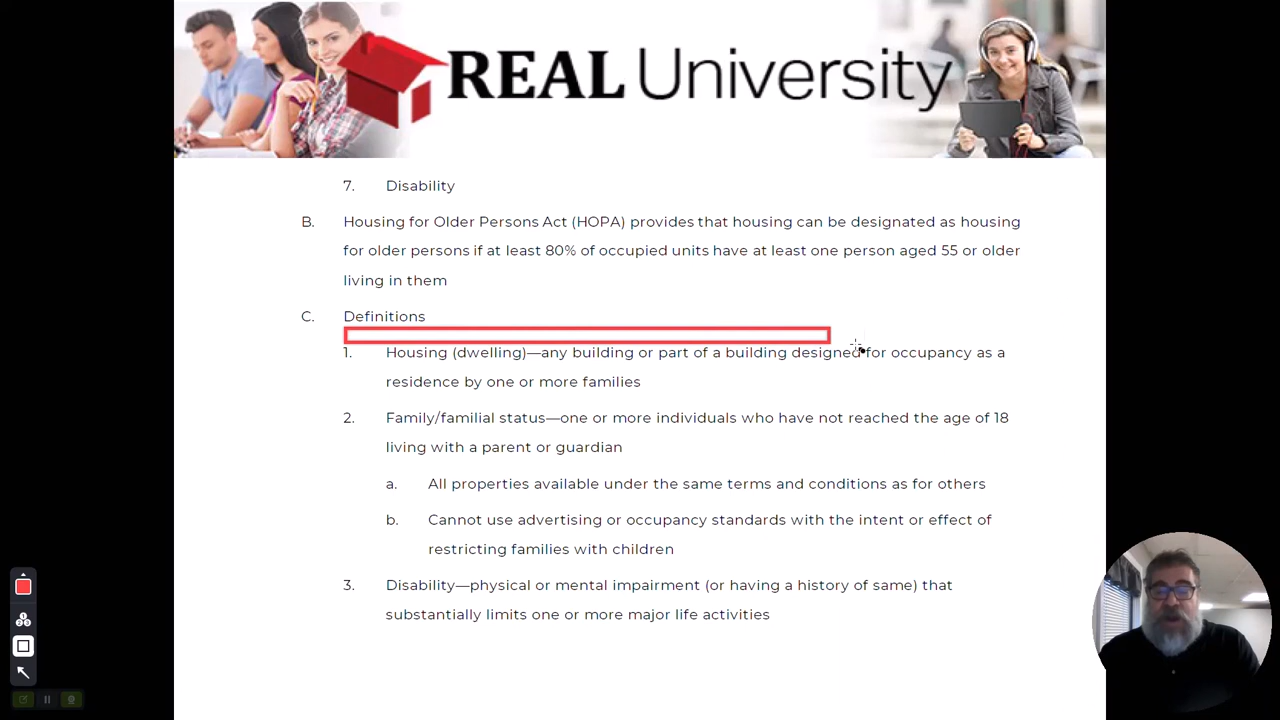 REAL University
7. Disability
B. Housing for Older Persons Act (HOPA) provides that housing can be designated as housing
for older persons if at least 80% of occupied units have at least one person aged 55 or older
living in them
C. Definitions
1. Housing (dwelling)—any building or part of a building designed for occupancy as a
residence by one or more families
2. Family/familial status—one or more individuals who have not reached the age of 18
living with a parent or guardian
a. All properties available under the same terms and conditions as for others
b. Cannot use advertising or occupancy standards with the intent or effect of
restricting families with children
3. Disability—physical or mental impairment (or having a history of same) that
substantially limits one or more major life activities